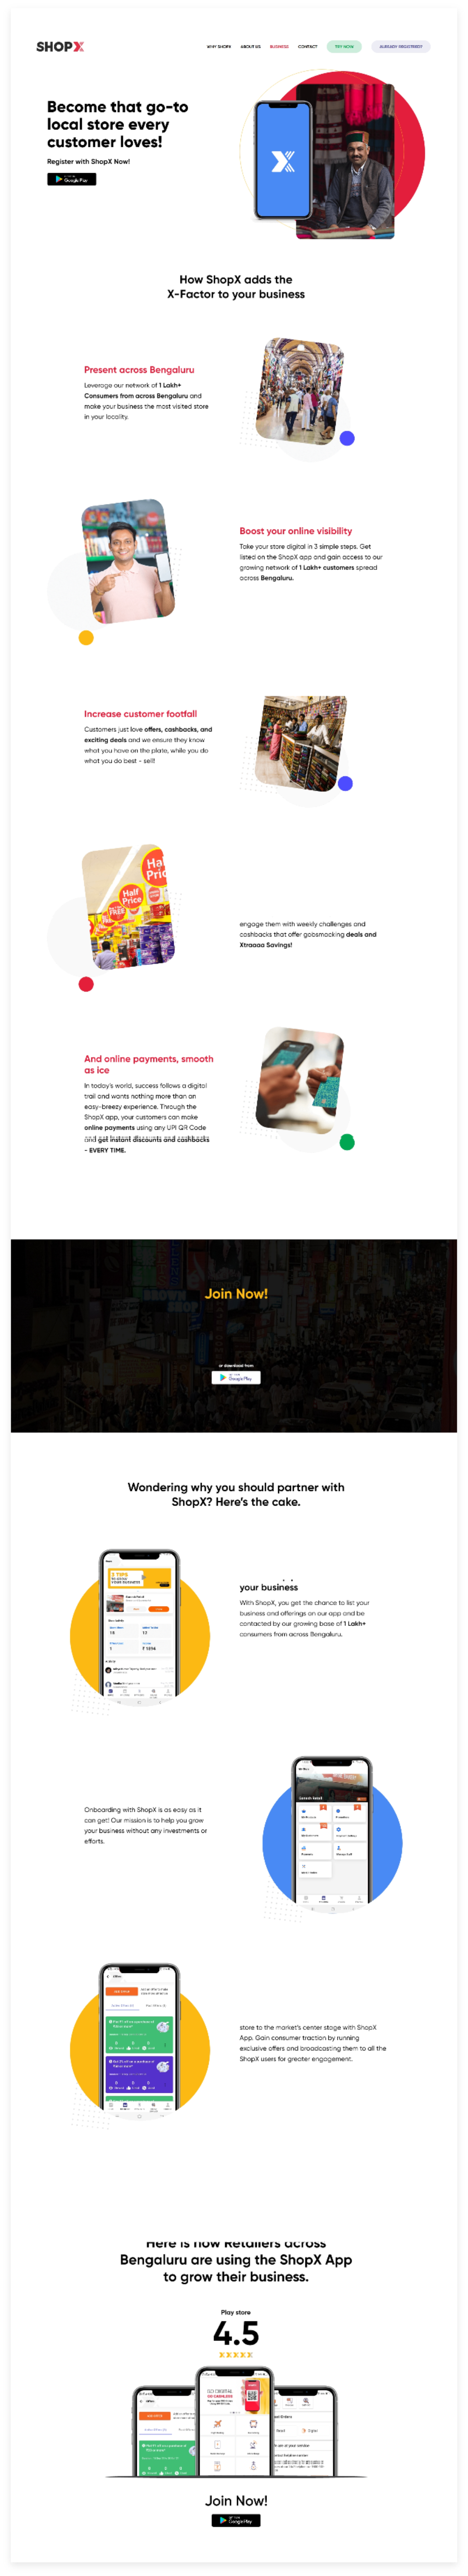 SHOPX
WHY SHOPX ABOUT US BUSINESS CONTACT TRY NOW ALREADY REGISTERED?
Become that go-to
local store every
customer loves!
Register with ShopX Now!
Google Play
How ShopX adds the
X-Factor to your business
Present across Bengaluru
Leverage our network of 1 Lakh+
Consumers from across Bengaluru and
make your business the most visited store
in your locality.
Boost your online visibility
Take your store digital in 3 simple steps. Get
listed on the ShopX app and gain access to our
growing network of 1 Lakh+ customers spread
across Bengaluru.
Increase customer footfall
Customers just love offers, cashbacks, and
exciting deals and we ensure they know
what you have on the plate, while you do
what you do best - sell!
Half
Price
Half
Price
engage them with weekly challenges and
cashbacks that offer gobsmacking deals and
Xtraaaa Savings!
And online payments, smooth
as ice
In today's world, success follows a digital
trail and wants nothing more than an
easy-breezy experience. Through the
ShopX app, your customers can make
online payments using any UPI QR Code
and get instant discounts and cashbacks
- EVERY TIME.
Join Now!
or download from
Google Play
Wondering why you should partner with
ShopX? Here's the cake.
your business
With ShopX, you get the chance to list your
business and offerings on our app and be
contacted by our growing base of 1 Lakh+
consumers from across Bengaluru.
Onboarding with ShopX is as easy as it
can get! Our mission is to help you grow
your business without any investments or
efforts.
store to the market's center stage with ShopX
App. Gain consumer traction by running
exclusive offers and broadcasting them to all the
ShopX users for greater engagement.
Here is how Retailers across
Bengaluru are using the ShopX App
to grow their business.
Play store
4.5
GO DIGITAL
Join Now!
Google Play